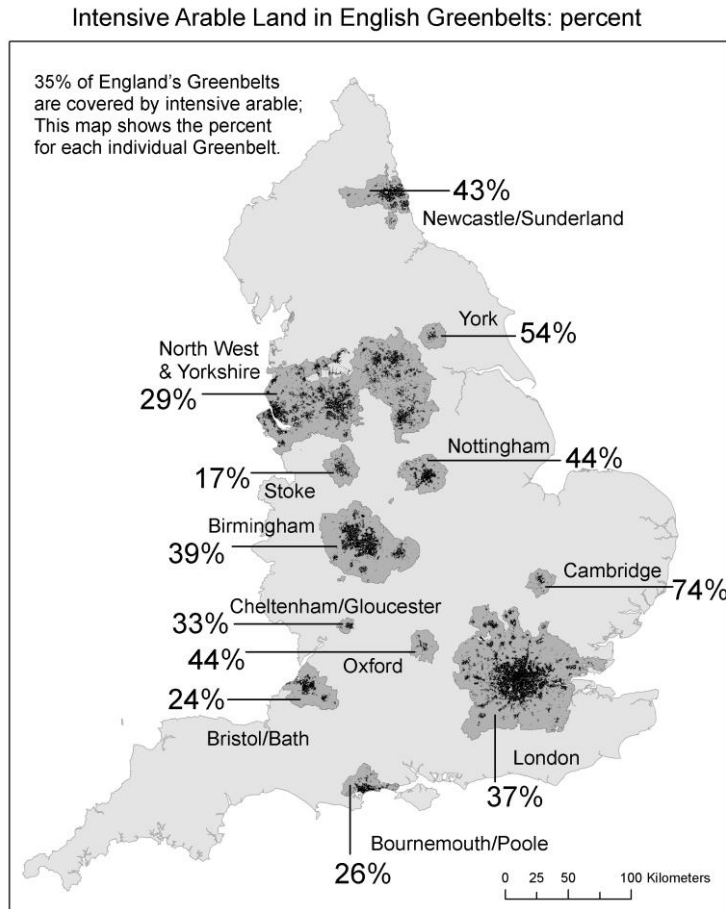 Intensive Arable Land in English Greenbelts: percent
35% of England's Greenbelts
are covered by intensive arable;
This map shows the percent
for each individual Greenbelt.
43%
Newcastle/Sunderland
York
54%
North West
& Yorkshire
29%
Nottingham
44%
17%
Stoke
Birmingham
39%
Cambridge
74%
Cheltenham/Gloucester
33%
44%
Oxford
24%
Bristol/Bath
London
37%
Bournemouth/Poole
26%
0 25 50 100 Kilometers